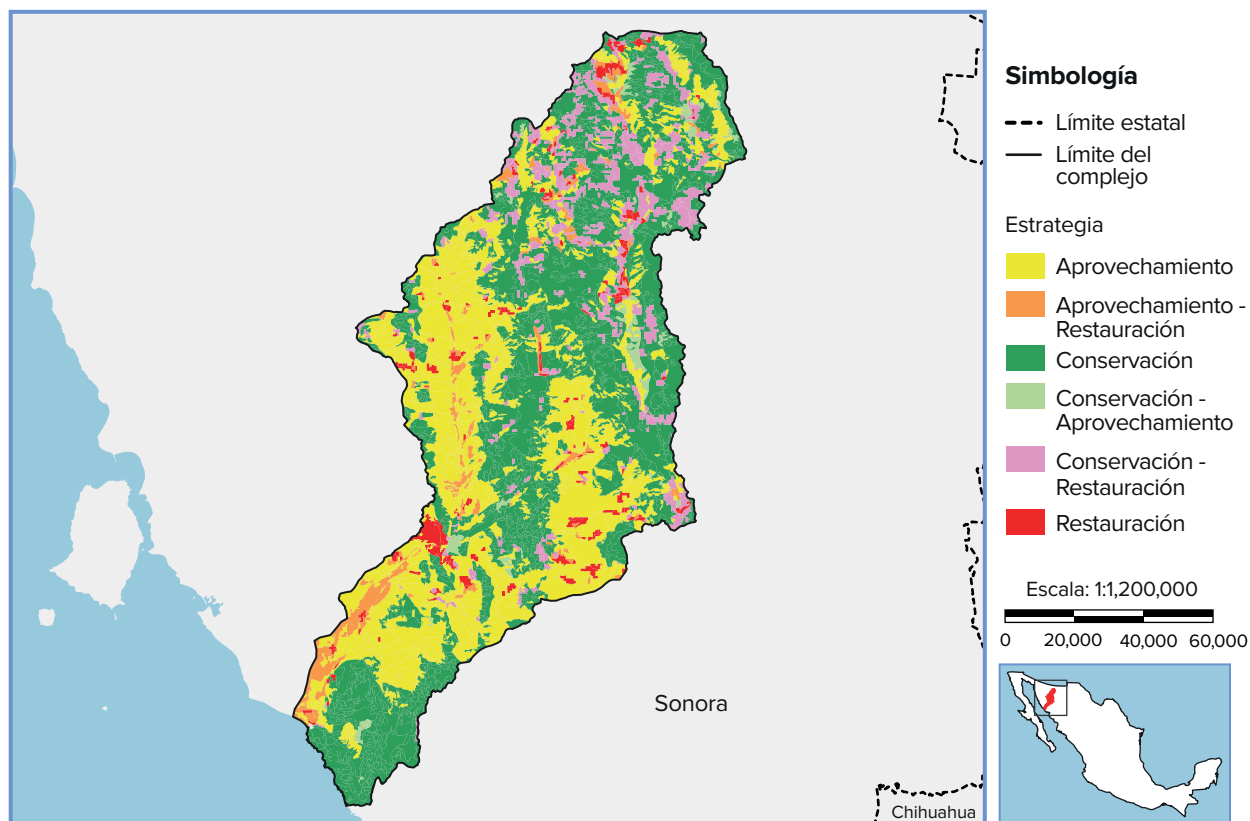 Simbología
Límite estatal
Límite del
complejo
Estrategia
Aprovechamiento
Aprovechamiento -
Restauración
Conservación
Conservación -
Aprovechamiento
Conservación -
Restauración
Restauración
Escala: 1:1,200,000
0 20,000 40,000 60,000
Sonora
Chihuahua